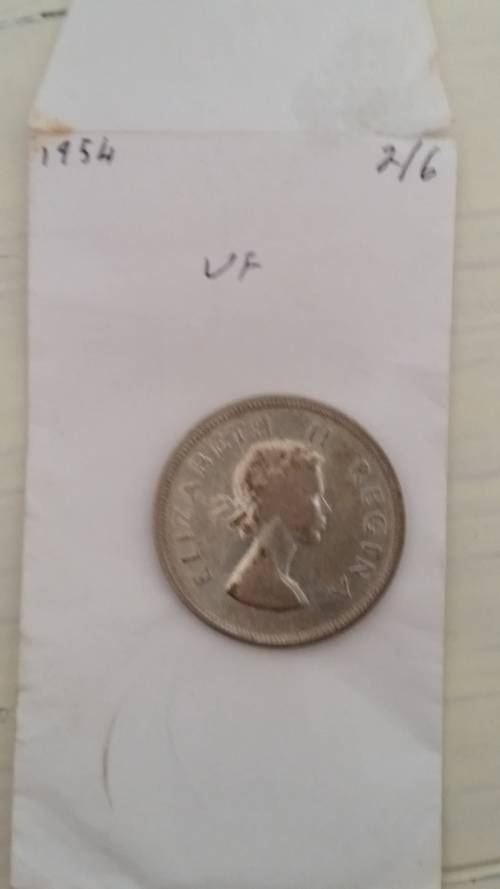 1954 2/6
VF
ELIZABETH II REGINA